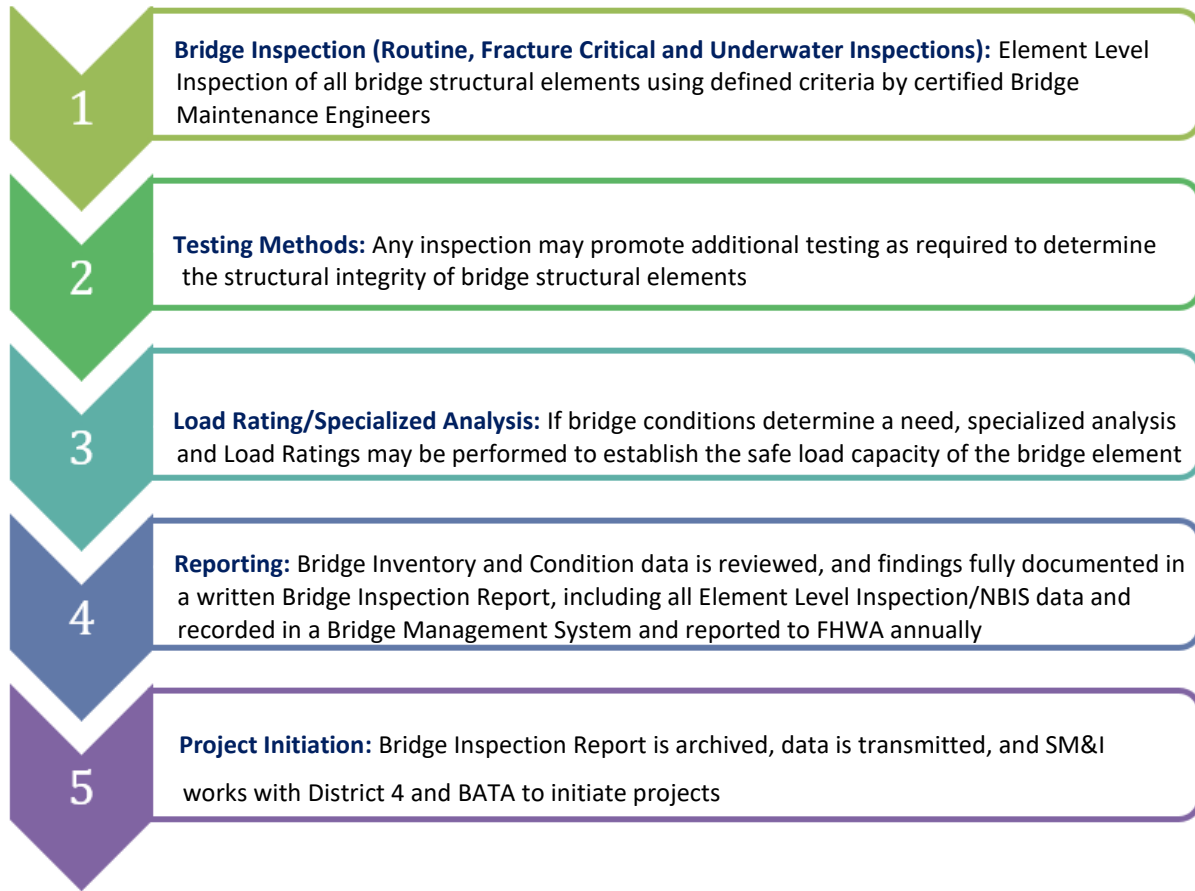 1
Bridge Inspection (Routine, Fracture Critical and Underwater Inspections): Element Level
Inspection of all bridge structural elements using defined criteria by certified Bridge
Maintenance Engineers
2
Testing Methods: Any inspection may promote additional testing as required to determine
the structural integrity of bridge structural elements
3
Load Rating/Specialized Analysis: If bridge conditions determine a need, specialized analysis
and Load Ratings may be performed to establish the safe load capacity of the bridge element
4
Reporting: Bridge Inventory and Condition data is reviewed, and findings fully documented in
a written Bridge Inspection Report, including all Element Level Inspection/NBIS data and
recorded in a Bridge Management System and reported to FHWA annually
5
Project Initiation: Bridge Inspection Report is archived, data is transmitted, and SM&I
works with District 4 and BATA to initiate projects